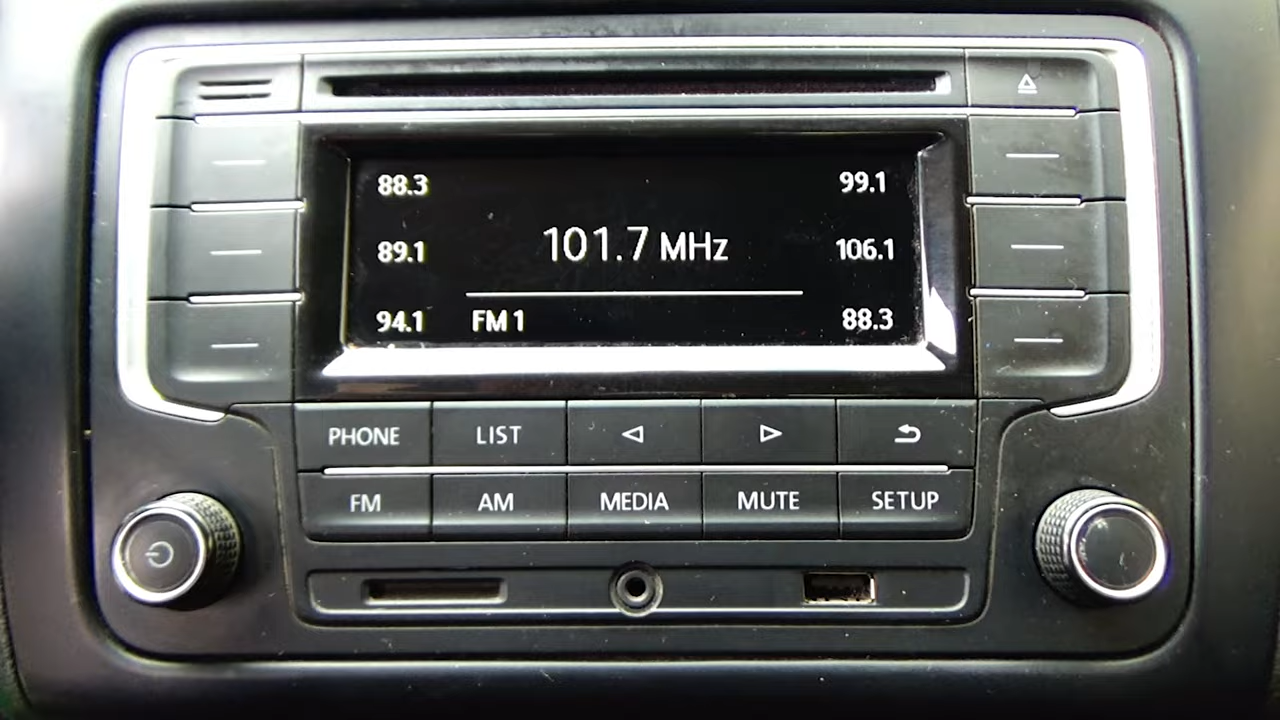 88.3 99.1
101.7 MHz
89.1 106.1
94.1 FM 1 88.3
PHONE LIST
FM AM MEDIA MUTE SETUP